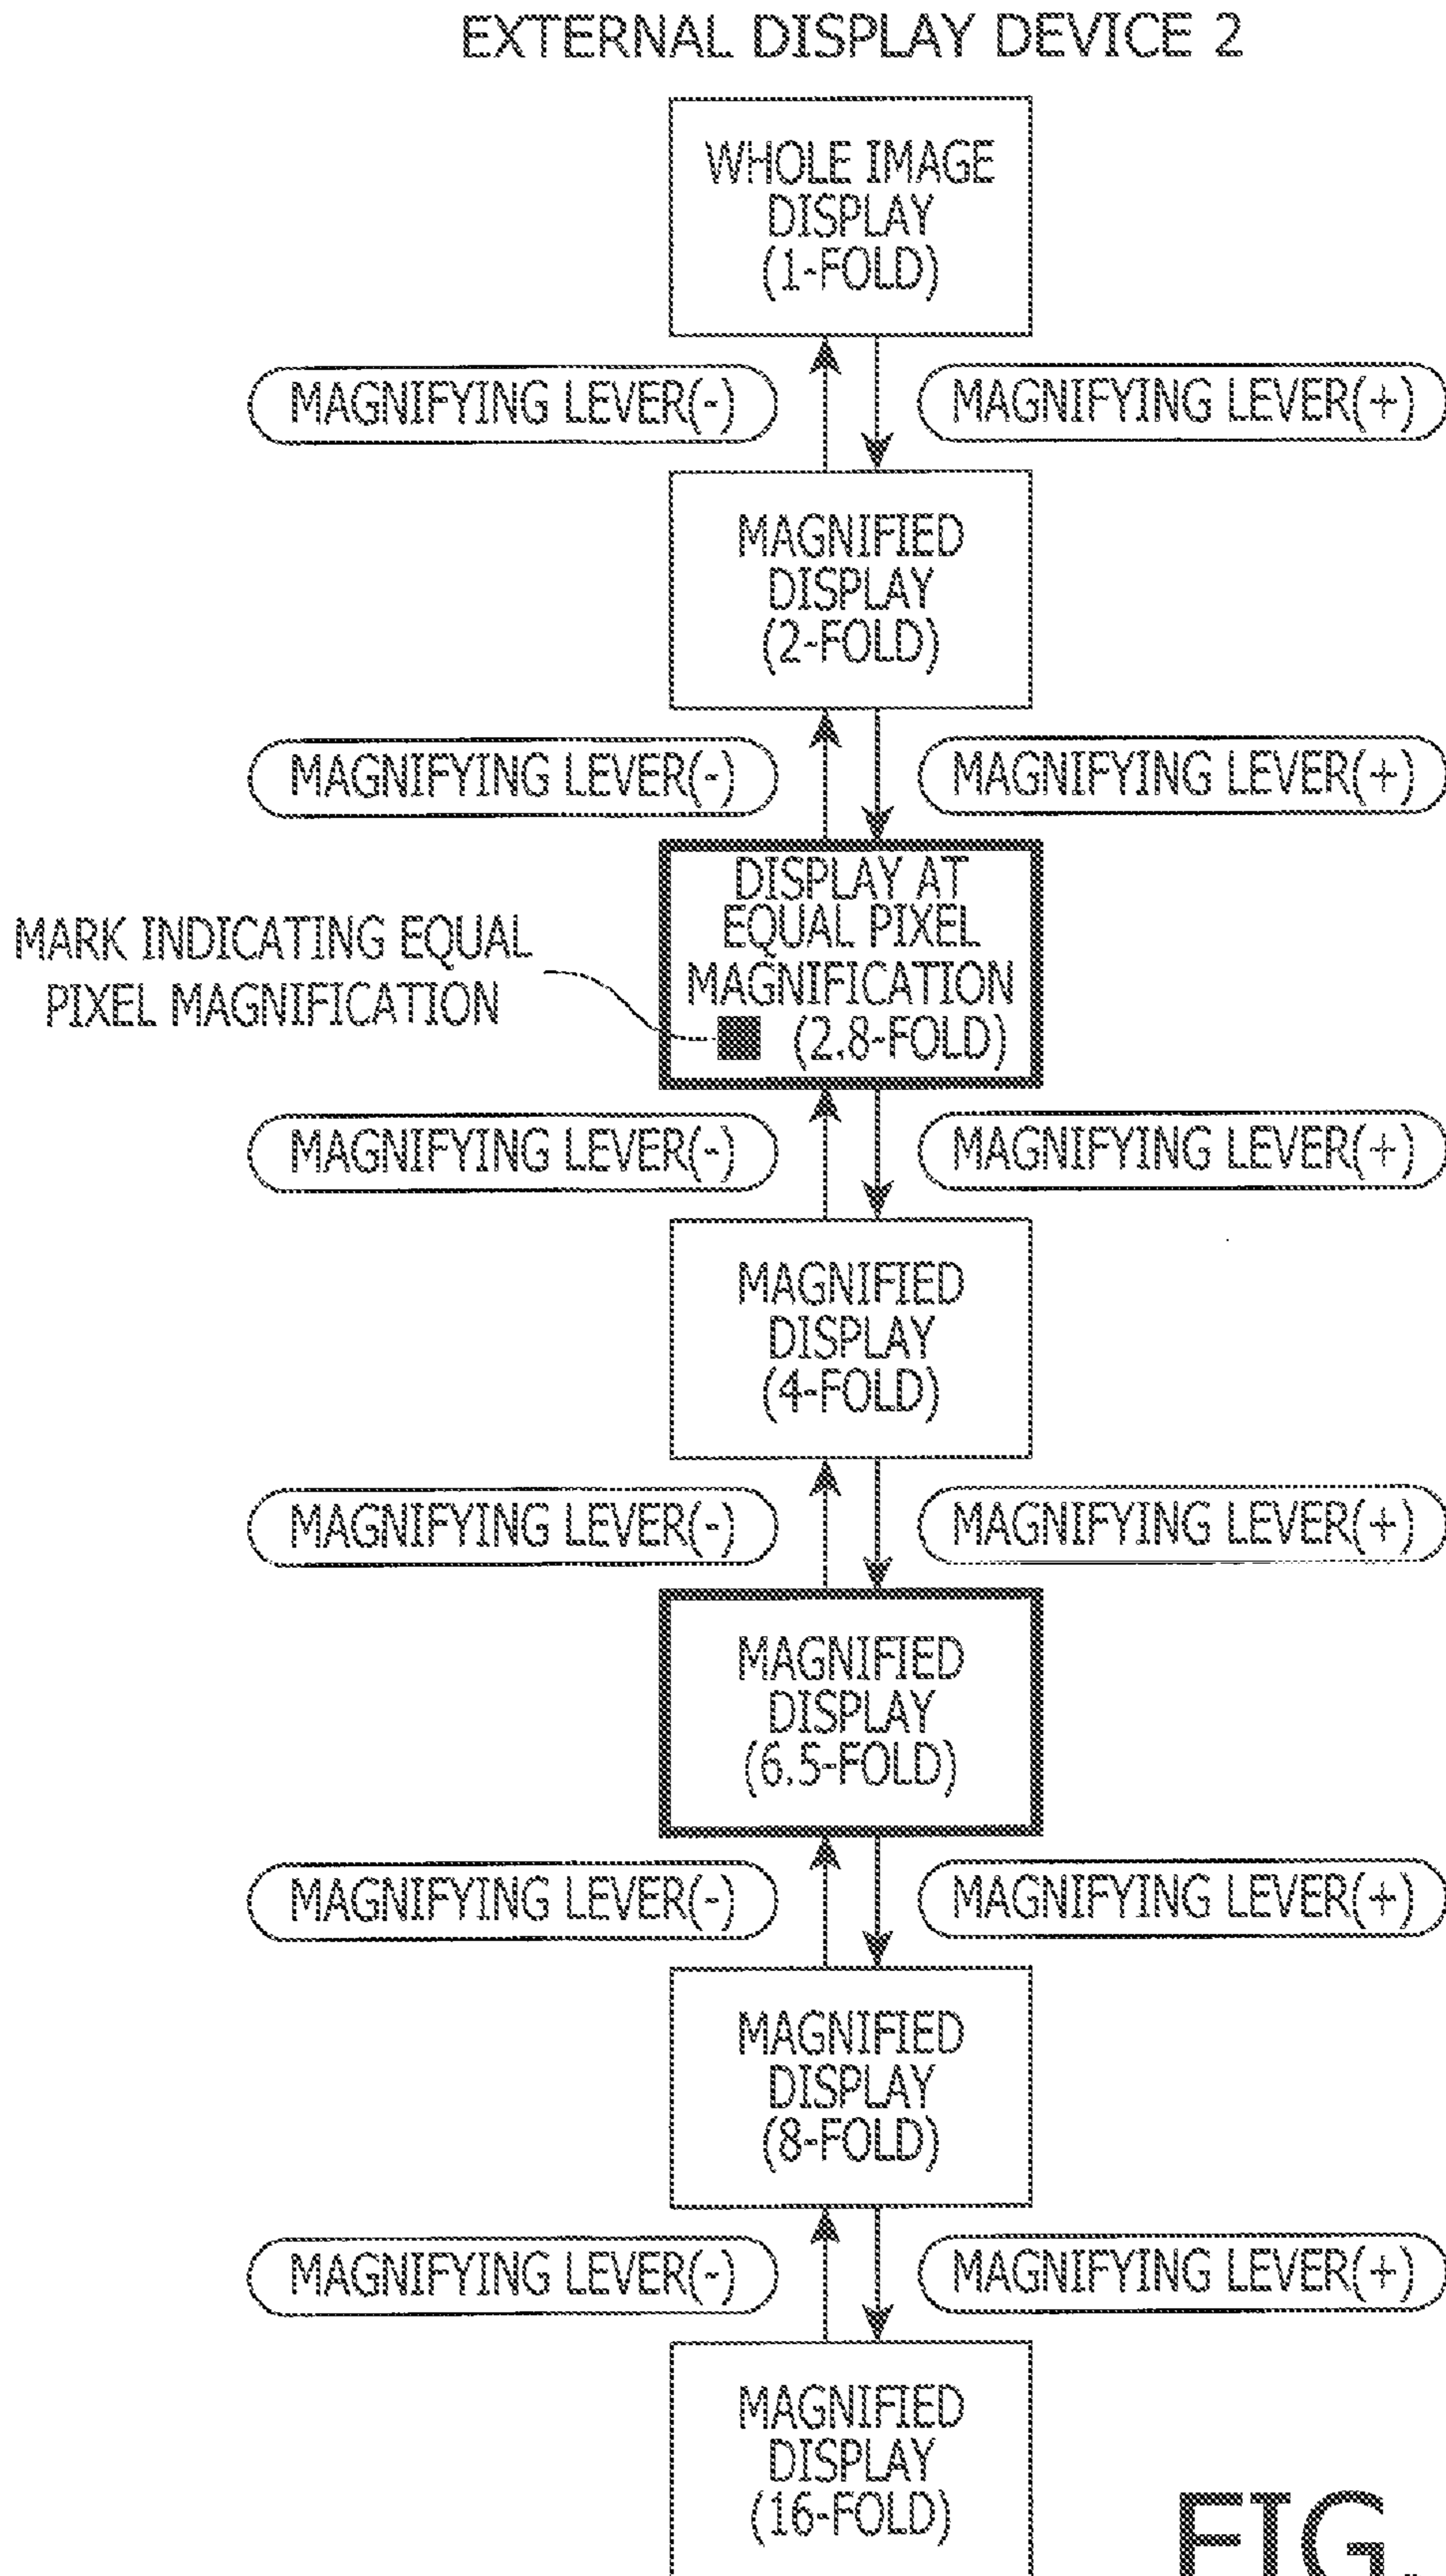 EXTERNAL DISPLAY DEVICE 2
WHOLE IMAGE
DISPLAY
(1-FOLD)
MAGNIFYING LEVER(-)
MAGNIFYING LEVER(+)
MAGNIFIED
DISPLAY
(2-FOLD)
MAGNIFYING LEVER(-)
MAGNIFYING LEVER(+)
MARK INDICATING EQUAL
PIXEL MAGNIFICATION
DISPLAY AT
EQUAL PIXEL
MAGNIFICATION
(2.8-FOLD)
MAGNIFYING LEVER(-)
MAGNIFYING LEVER(+)
MAGNIFIED
DISPLAY
(4-FOLD)
MAGNIFYING LEVER(-)
MAGNIFYING LEVER(+)
MAGNIFIED
DISPLAY
(6.5-FOLD)
MAGNIFYING LEVER(-)
MAGNIFYING LEVER(+)
MAGNIFIED
DISPLAY
(8-FOLD)
MAGNIFYING LEVER(-)
MAGNIFYING LEVER(+)
MAGNIFIED
DISPLAY
(16-FOLD)
FIG.